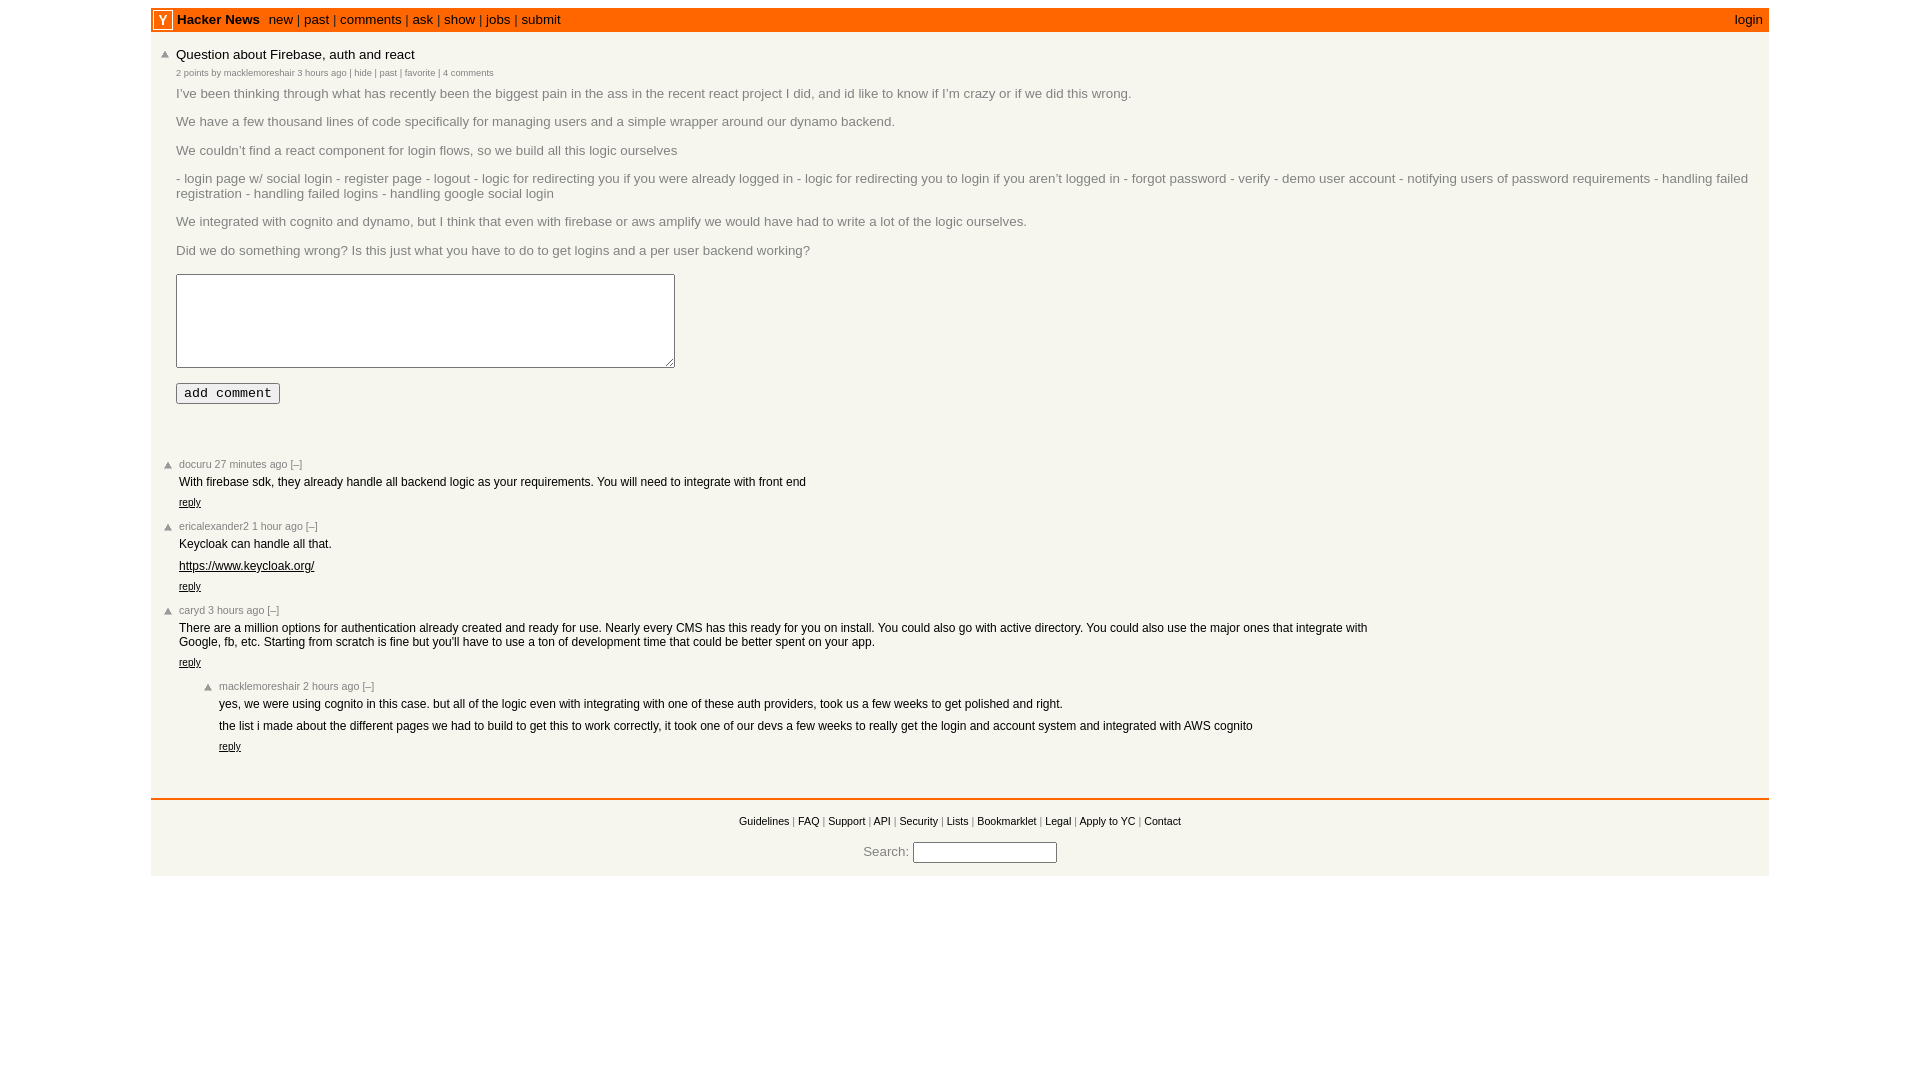 Y Hacker News new | past | comments | ask | show | jobs | submit login
Question about Firebase, auth and react
2 points by macklemoreshair 3 hours ago | hide | past | favorite | 4 comments
I’ve been thinking through what has recently been the biggest pain in the ass in the recent react project I did, and id like to know if I’m crazy or if we did this wrong.
We have a few thousand lines of code specifically for managing users and a simple wrapper around our dynamo backend.
We couldn’t find a react component for login flows, so we build all this logic ourselves
- login page w/ social login - register page - logout - logic for redirecting you if you were already logged in - logic for redirecting you to login if you aren’t logged in - forgot password - verify - demo user account - notifying users of password requirements - handling failed
registration - handling failed logins - handling google social login
We integrated with cognito and dynamo, but I think that even with firebase or aws amplify we would have had to write a lot of the logic ourselves.
Did we do something wrong? Is this just what you have to do to get logins and a per user backend working?
add comment
docuru 27 minutes ago [–]
With firebase sdk, they already handle all backend logic as your requirements. You will need to integrate with front end
reply
ericalexander2 1 hour ago [–]
Keycloak can handle all that.
https://www.keycloak.org/
reply
caryd 3 hours ago [–]
There are a million options for authentication already created and ready for use. Nearly every CMS has this ready for you on install. You could also go with active directory. You could also use the major ones that integrate with
Google, fb, etc. Starting from scratch is fine but you'll have to use a ton of development time that could be better spent on your app.
reply
macklemoreshair 2 hours ago [–]
yes, we were using cognito in this case. but all of the logic even with integrating with one of these auth providers, took us a few weeks to get polished and right.
the list i made about the different pages we had to build to get this to work correctly, it took one of our devs a few weeks to really get the login and account system and integrated with AWS cognito
reply
Guidelines | FAQ | Support | API | Security | Lists | Bookmarklet | Legal | Apply to YC | Contact
Search: